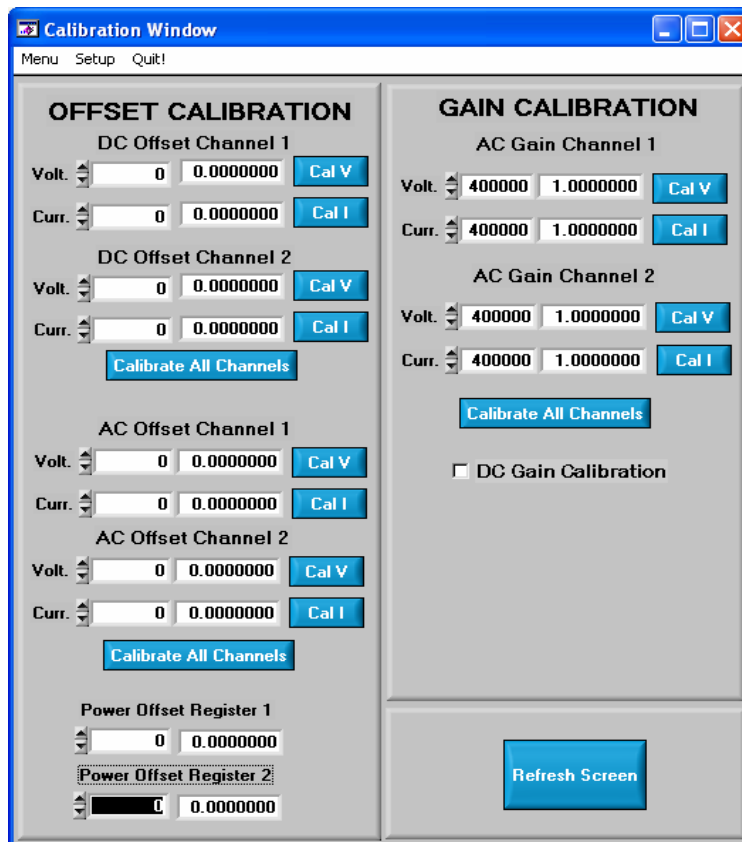 Calibration Window
Menu Setup Quit!
OFFSET CALIBRATION
DC Offset Channel 1
Volt. 0 0.0000000 Cal V
Curr. 0 0.0000000 Cal I
DC Offset Channel 2
Volt. 0 0.0000000 Cal V
Curr. 0 0.0000000 Cal I
Calibrate All Channels
AC Offset Channel 1
Volt. 0 0.0000000 Cal V
Curr. 0 0.0000000 Cal I
AC Offset Channel 2
Volt. 0 0.0000000 Cal V
Curr. 0 0.0000000 Cal I
Calibrate All Channels
Power Offset Register 1
0 0.0000000
Power Offset Register 2
0 0.0000000
GAIN CALIBRATION
AC Gain Channel 1
Volt. 400000 1.0000000 Cal V
Curr. 400000 1.0000000 Cal I
AC Gain Channel 2
Volt. 400000 1.0000000 Cal V
Curr. 400000 1.0000000 Cal I
Calibrate All Channels
DC Gain Calibration
Refresh Screen